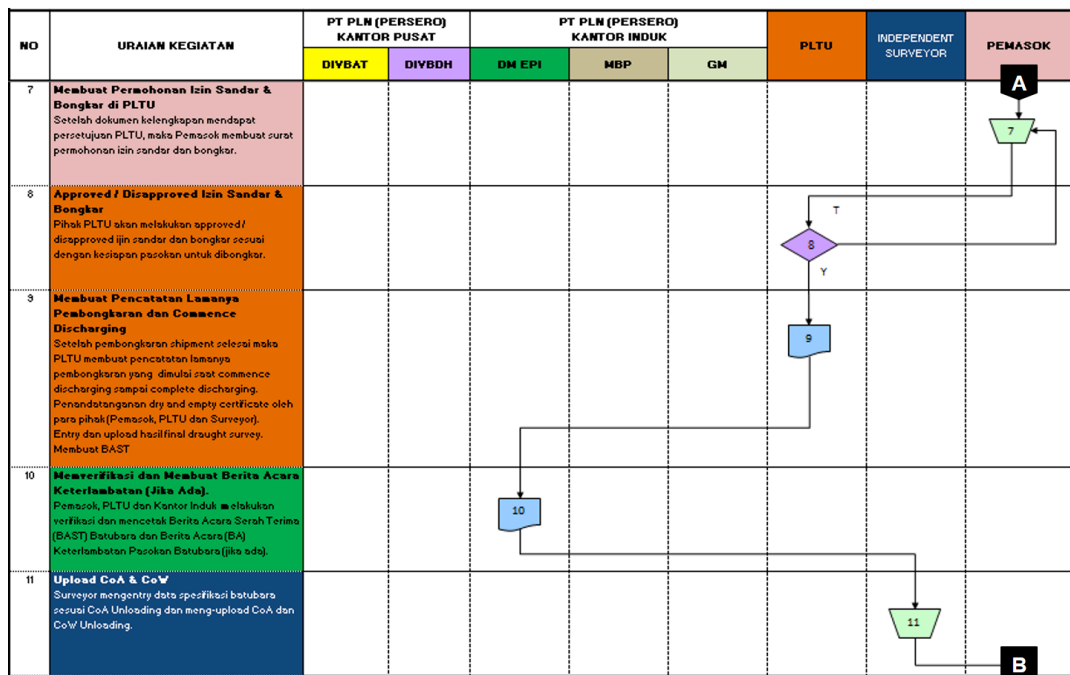 NO
URAIAN KEGIATAN
PT PLN (PERSERO)
KANTOR PUSAT
PT PLN (PERSERO)
KANTOR INDUK
PLTU
INDEPENDENT
SURVEYOR
PEMASOK
DIVBAT
DIVBDH
DM EPI
MBP
GM
A
7
Membuat Permohonan Izin Sandar &
Bongkar di PLTU
Setelah dokumen kelengkapan mendapat
persetujuan PLTU, maka Pemasok membuat surat
permohonan izin sandar dan bongkar.
7
8
Approved / Disapproved Izin Sandar &
Bongkar
Pihak PLTU akan melakukan approved /
disapproved ijin sandar dan bongkar sesuai
dengan kesiapan pasokan untuk dibongkar.
T
8
Y
9
Membuat Pencatatan Lamanya
Pembongkaran dan Commence
Discharging
Setelah pembongkaran shipment selesai maka
PLTU membuat pencatatan lamanya
pembongkaran yang dimulai saat commence
discharging sampai complete discharging.
Penandatanganan dry and empty certificate oleh
para pihak (Pemasok, PLTU dan Surveyor).
Entry dan upload hasil final draught survey.
Membuat BAST
9
10
Memverifikasi dan Membuat Berita Acara
Keterlambatan (Jika Ada).
Pemasok, PLTU dan Kantor Induk melakukan
verifikasi dan mencetak Berita Acara Serah Terima
(BAST) Batubara dan Berita Acara (BA)
Keterlambatan Pasokan Batubara (jika ada).
10
11
Upload CoA & CoW
Surveyor mengentry data spesifikasi batubara
sesuai CoA Unloading dan meng-upload CoA dan
CoW Unloading.
11
B